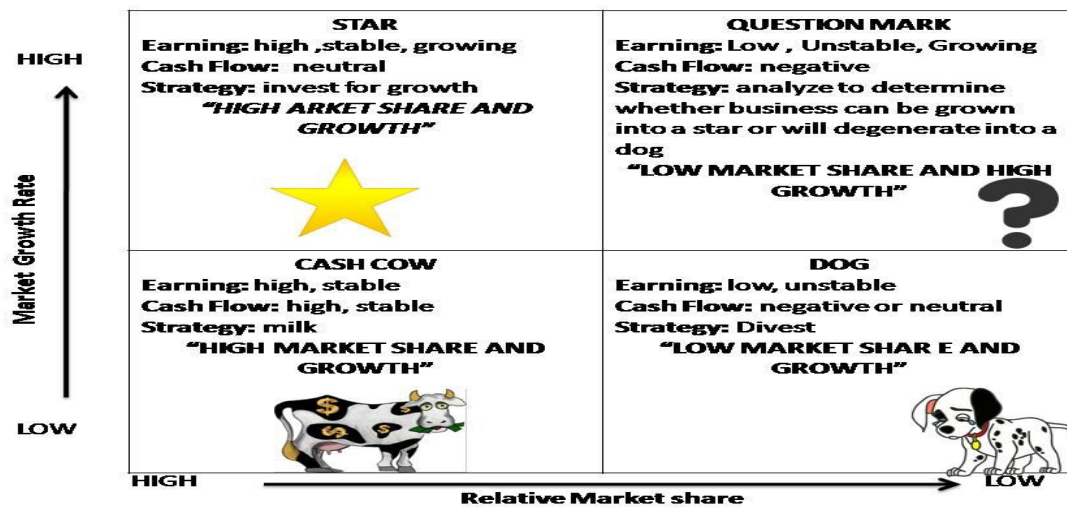 HIGH
Market Growth Rate
LOW
STAR
Earning: high ,stable, growing
Cash Flow: neutral
Strategy: invest for growth
“HIGH ARKET SHARE AND
GROWTH”
QUESTION MARK
Earning: Low , Unstable, Growing
Cash Flow: negative
Strategy: analyze to determine
whether business can be grown
into a star or will degenerate into a
dog
“LOW MARKET SHARE AND HIGH
GROWTH”
?
CASH COW
Earning: high, stable
Cash Flow: high, stable
Strategy: milk
“HIGH MARKET SHARE AND
GROWTH”
$
$
$
DOG
Earning: low, unstable
Cash Flow: negative or neutral
Strategy: Divest
“LOW MARKET SHAR E AND
GROWTH”
HIGH
Relative Market share
LOW